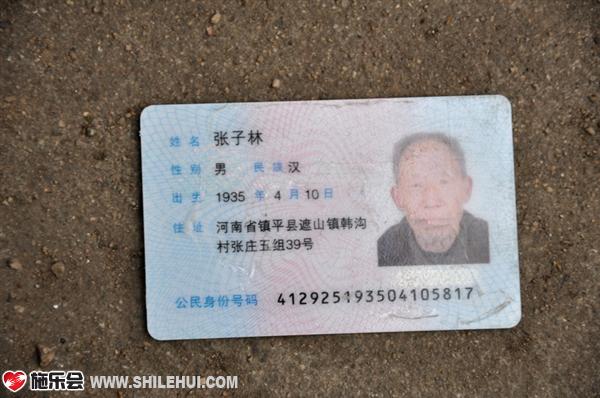 姓名 张子林
性别 男 民族 汉
出生 1935 年 4 月 10 日
住址 河南省镇平县遮山镇韩沟
村张庄五组39号
公民身份号码 412925193504105817
施乐会 WWW.SHILEHUI.COM